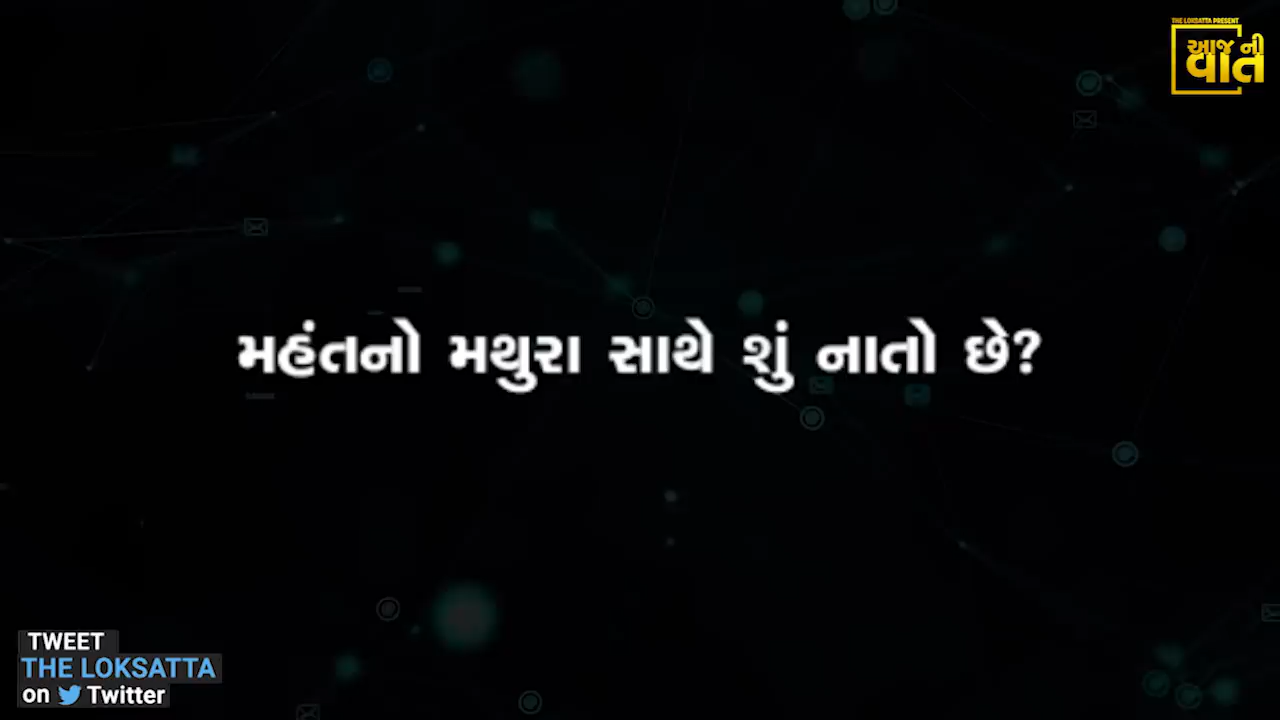 THE LOKSATTA PRESENT
આજ ની
વાત
મહંતનો મથુરા સાથે શું નાતો છે?
TWEET
THE LOKSATTA
on Twitter